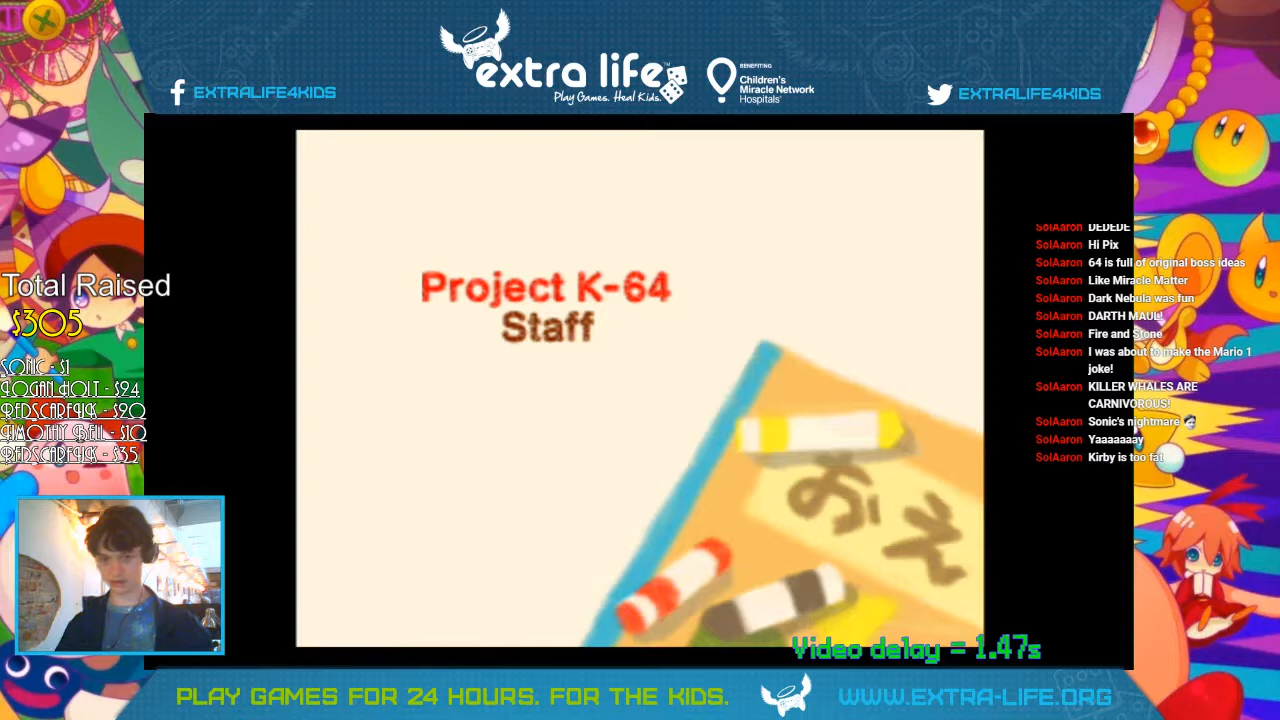 extra life
Play Games. Heal Kids.
BENEFITING
Children's
Miracle Network
Hospitals
EXTRALIFE4KIDS
EXTRALIFE4KIDS
Project K-64
Staff
おえ
Total Raised
$305
SONIC - $1
LOGAN HOLT - $24
REDSCARF414 - $20
TIMOTHY BELL - $10
SolAaron DEDEDE
SolAaron Hi Pix
SolAaron 64 is full of original boss ideas
SolAaron Like Miracle Matter
SolAaron Dark Nebula was fun
SolAaron DARTH MAUL!
SolAaron Fire and Stone
SolAaron I was about to make the Mario 1
joke!
SolAaron KILLER WHALES ARE
CARNIVOROUS!
SolAaron Sonic's nightmare
SolAaron Yaaaaaaay
SolAaron Kirby is too fat
Video delay = 1.47s
PLAY GAMES FOR 24 HOURS. FOR THE KIDS.
WWW.EXTRA-LIFE.ORG